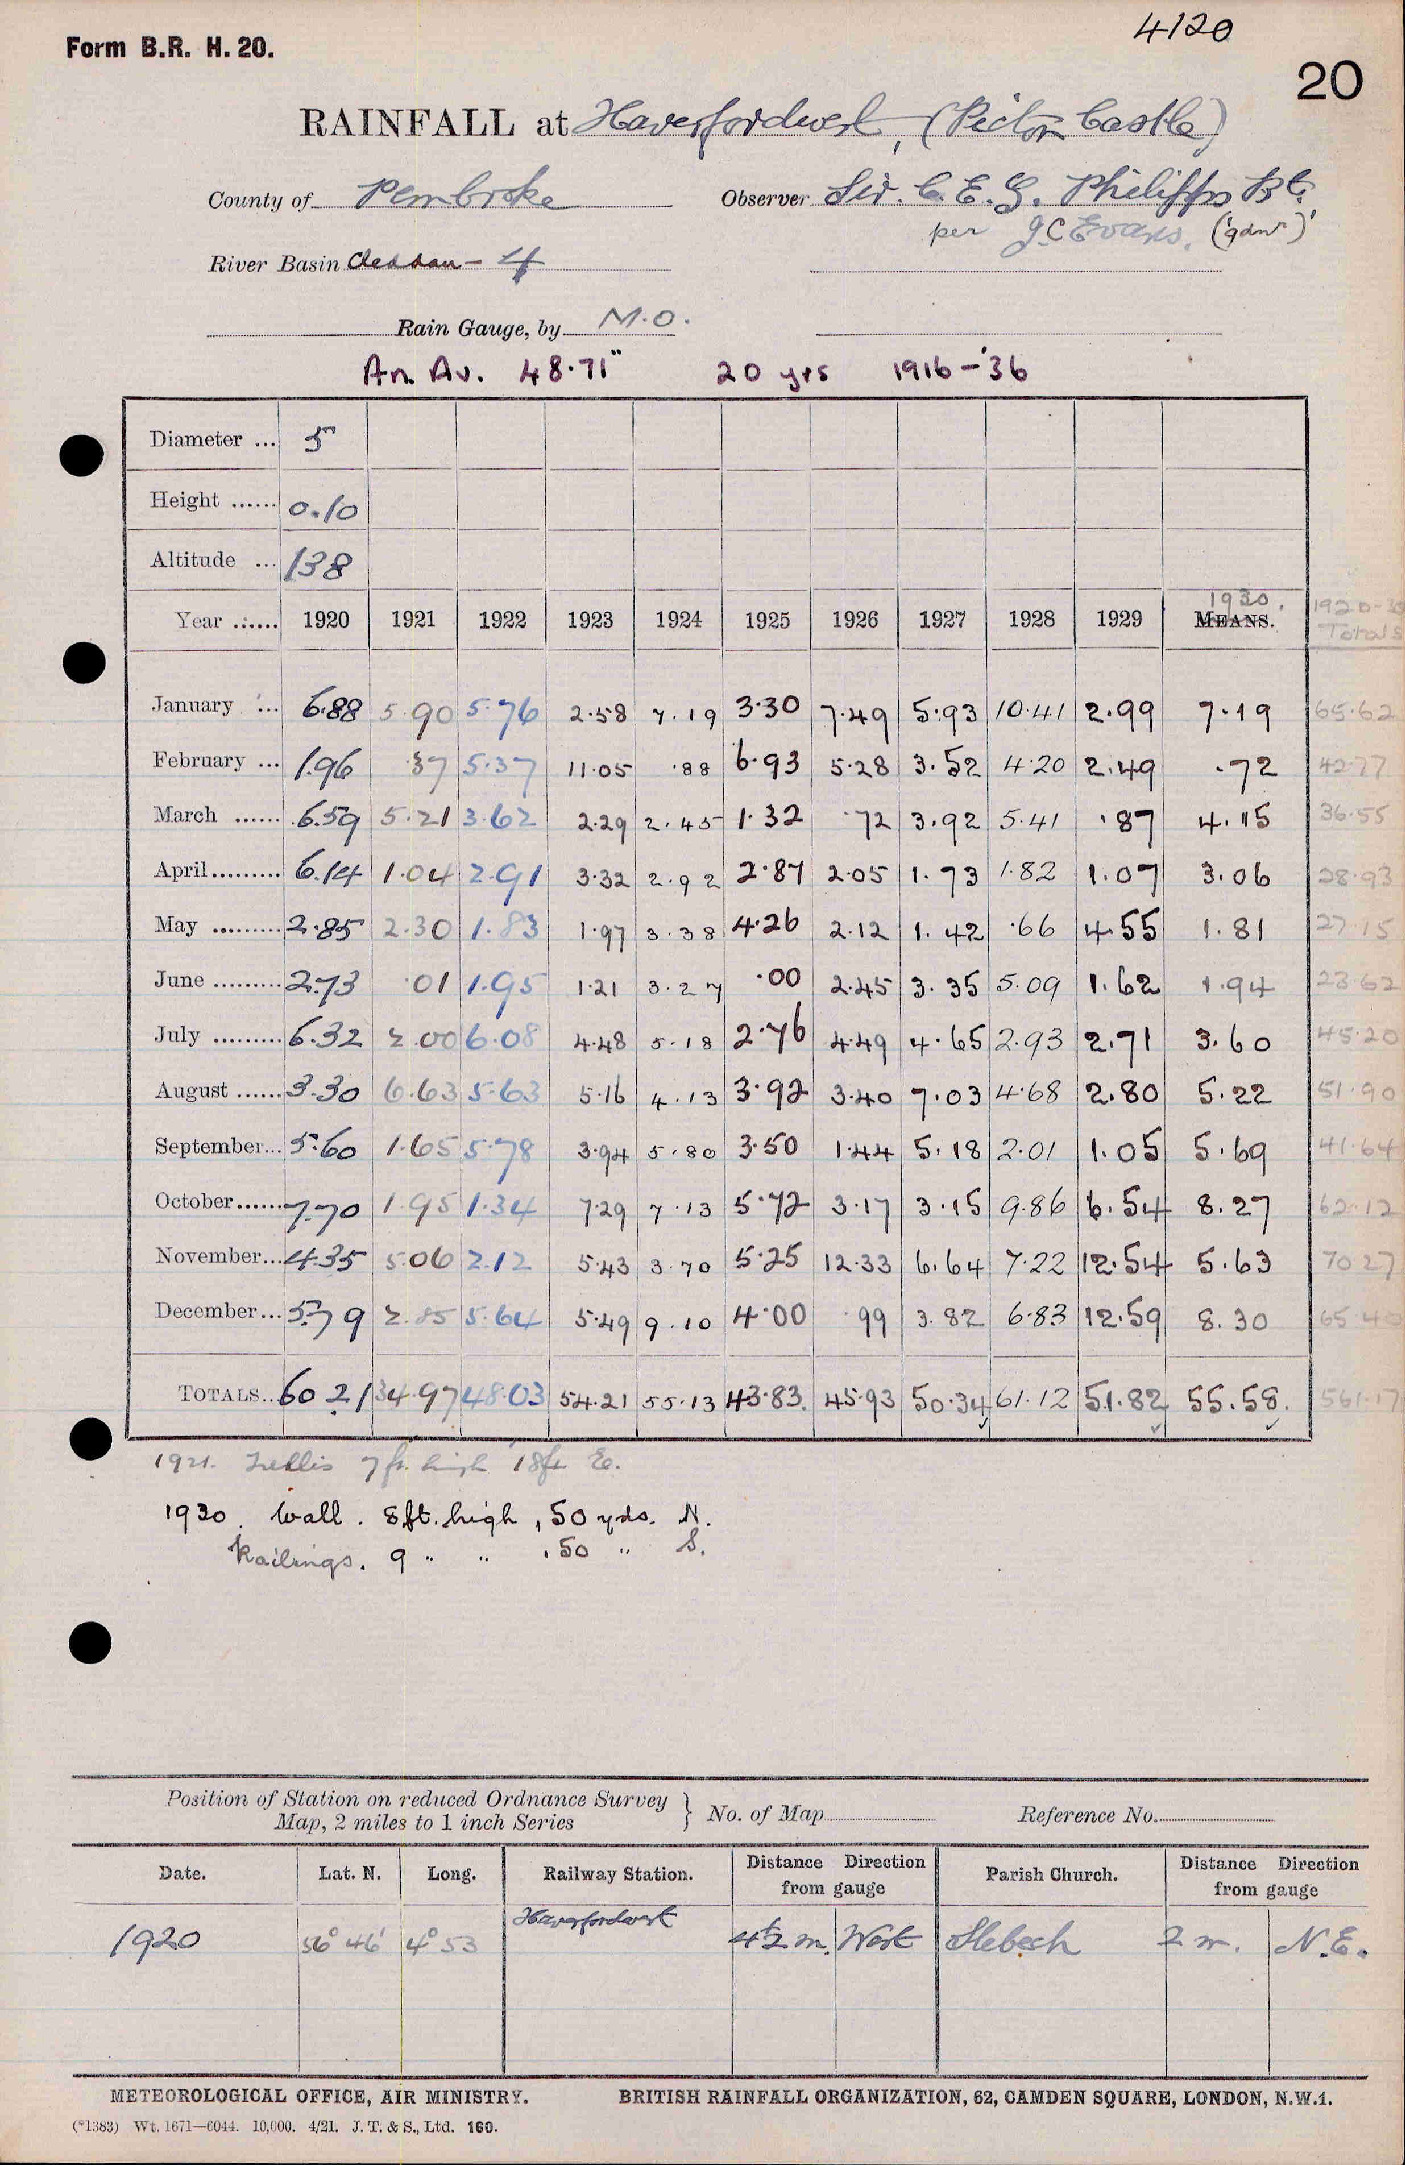 4120
Form B.R. H. 20.
20
RAINFALL at Haverfordwest, (Picton Castle)
County of Pembroke Observer Sir. C. E. G. Philipps Bt.
per J C Evans. (gdnr)
River Basin Cleddau - 4
Rain Gauge, by M.O.
An. Av. 48.71" 20 yrs 1916-'36
Diameter ... 5
Height ...... 0.10
Altitude ... 138
1930. 1920-30
Year ....... 1920 1921 1922 1923 1924 1925 1926 1927 1928 1929 MEANS. Totals
January ... 6.88 5.90 5.76 2.58 7.19 3.30 7.49 5.93 10.41 2.99 7.19 65.62
February ... 1.96 .37 5.37 11.05 .88 6.93 5.28 3.52 4.20 2.49 .72 42.77
March ...... 6.59 5.21 3.62 2.29 2.45 1.32 .72 3.92 5.41 .87 4.15 36.55
April......... 6.14 1.04 2.91 3.32 2.92 2.87 2.05 1.73 1.82 1.07 3.06 28.93
May ......... 2.85 2.30 1.83 1.97 3.38 4.26 2.12 1.42 .66 4.55 1.81 27.15
June ......... 2.73 .01 1.95 1.21 3.27 .00 2.45 3.35 5.09 1.62 1.94 23.62
July ......... 6.32 2.00 6.08 4.48 5.18 2.76 4.49 4.65 2.93 2.71 3.60 45.20
August ...... 3.30 6.63 5.63 5.16 4.13 3.92 3.40 7.03 4.68 2.80 5.22 51.90
September... 5.60 1.65 5.78 3.94 5.80 3.50 1.44 5.18 2.01 1.05 5.69 41.64
October...... 7.70 1.95 1.34 7.29 7.13 5.72 3.17 3.15 9.86 6.54 8.27 62.12
November... 4.35 5.06 2.12 5.43 3.70 5.25 12.33 6.64 7.22 12.54 5.63 70.27
December... 5.79 2.85 5.64 5.49 9.10 4.00 .99 3.82 6.83 12.59 8.30 65.40
TOTALS.. 60.21 34.97 48.03 54.21 55.13 43.83. 45.93 50.34 61.12 51.82 55.58. 561.17
1921. Trellis 7 ft. high 18ft E.
1930. Wall. 8ft. high, 50 yds. N.
Railings. 9 " " , 50 " S.
Position of Station on reduced Ordnance Survey
Map, 2 miles to 1 inch Series } No. of Map Reference No.
Date. Lat. N. Long. Railway Station. Distance Direction from gauge Parish Church. Distance Direction from gauge
1920 56° 46' 4° 53 Haverfordwest 4½ m. West Slebech 2 m. N.E.
METEOROLOGICAL OFFICE, AIR MINISTRY. BRITISH RAINFALL ORGANIZATION, 62, CAMDEN SQUARE, LONDON, N.W.1.
(*1383) Wt. 1671—6044. 10,000. 4/21. J. T. & S., Ltd. 160.